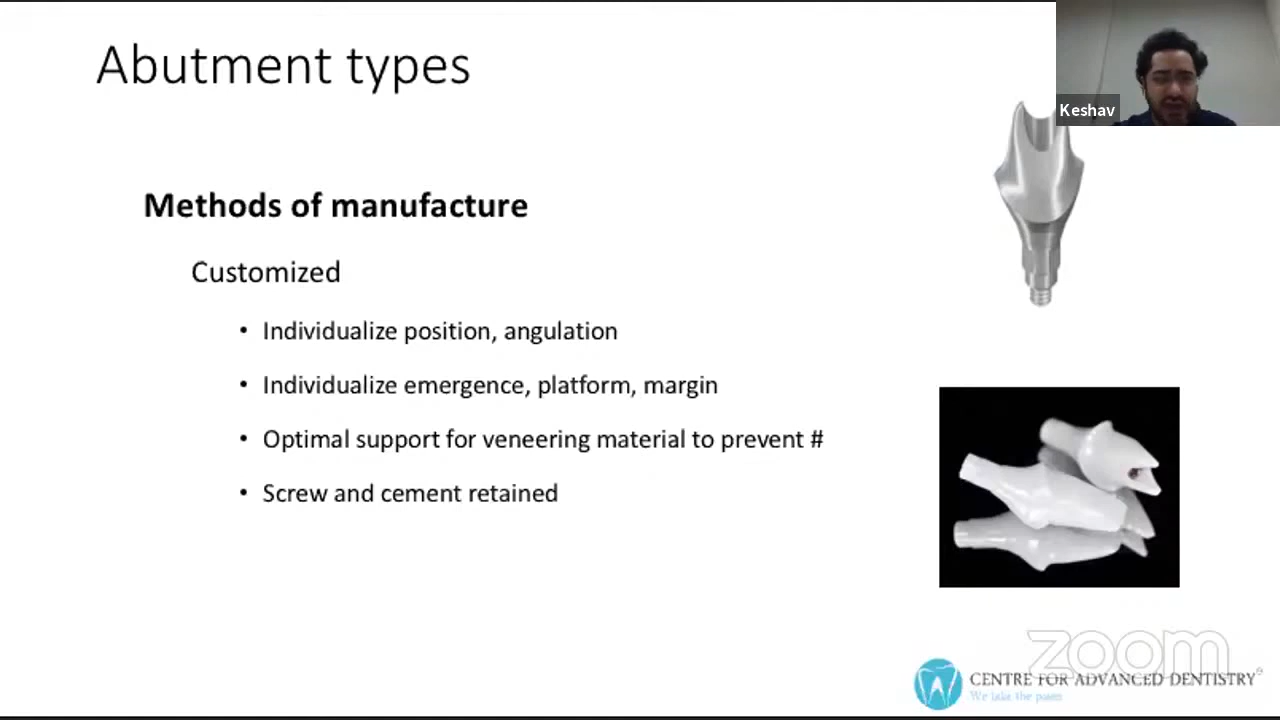 Abutment types
Keshav
Methods of manufacture
Customized
• Individualize position, angulation
• Individualize emergence, platform, margin
• Optimal support for veneering material to prevent #
• Screw and cement retained
zoom
CENTRE FOR ADVANCED DENTISTRY
We take the pains